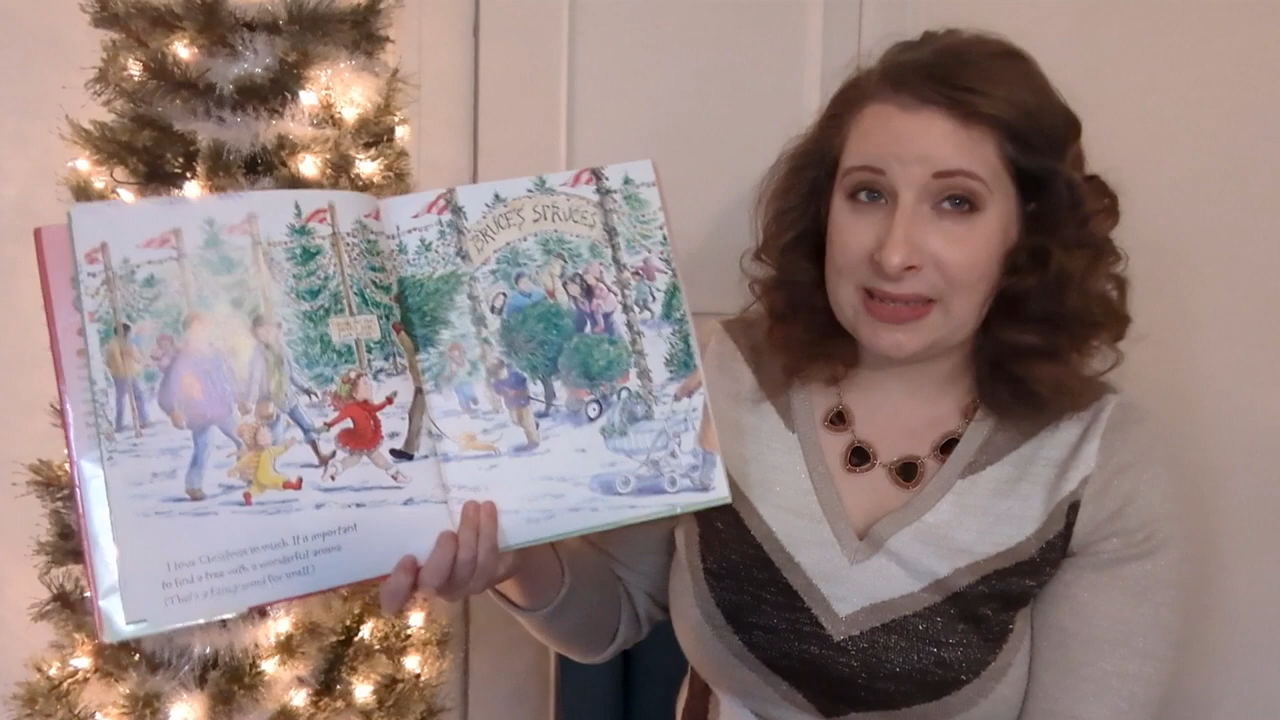 BRUCE'S SPRUCES
I love Christmas so much. It is important
to find a tree with a wonderful aroma.
(That's a fancy word for smell.)